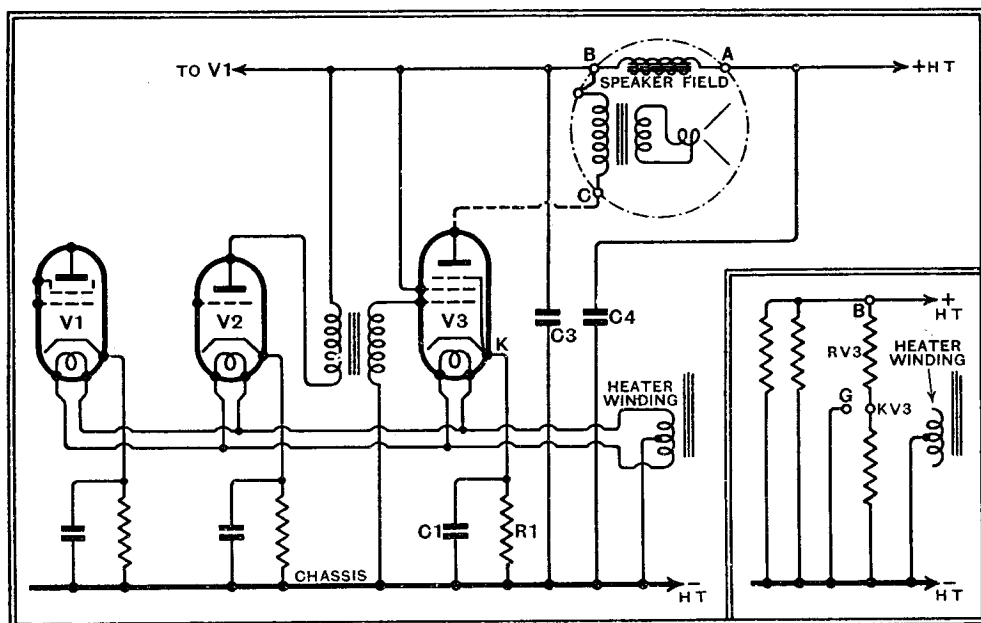 TO V1
B
A
SPEAKER FIELD
+HT
C
V1
V2
V3
K
C3
C4
HEATER
WINDING
C1
R1
CHASSIS
−
HT
B
+
HT
RV3
HEATER
WINDING
G
KV3
−
HT